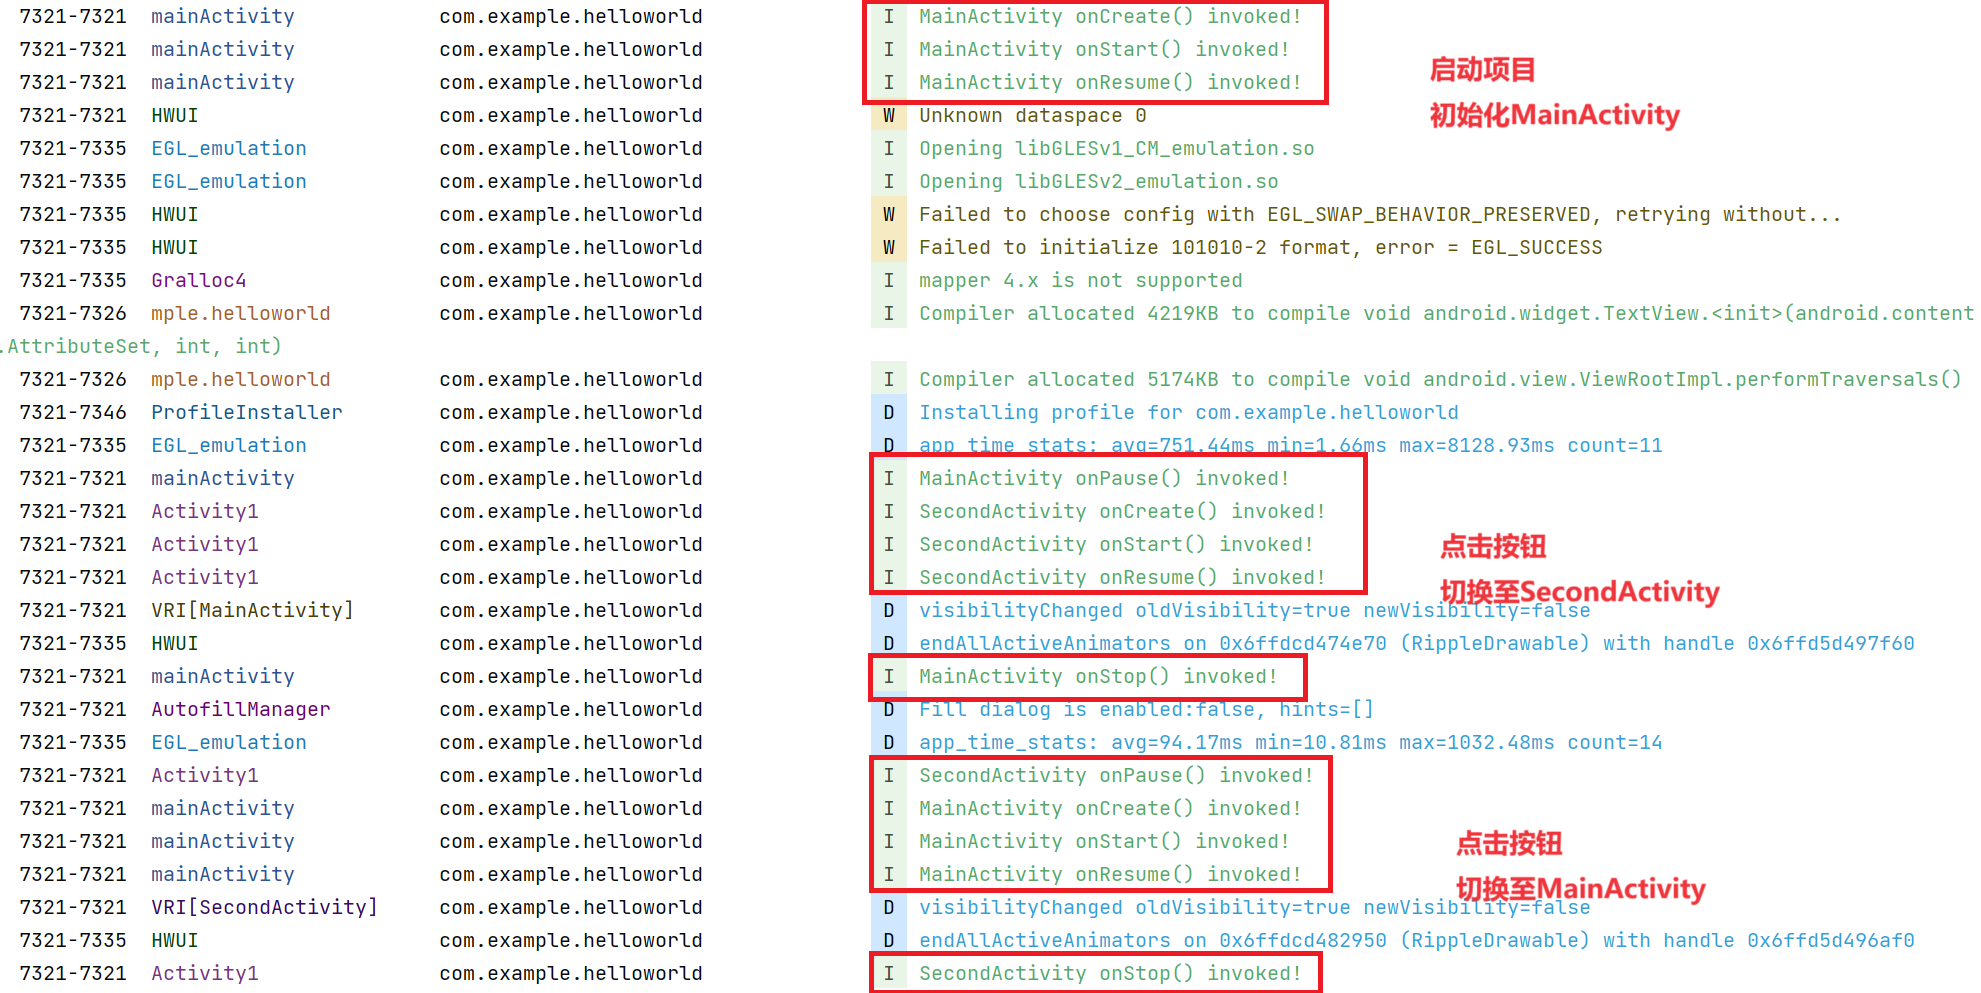 7321-7321 mainActivity com.example.helloworld I MainActivity onCreate() invoked!
7321-7321 mainActivity com.example.helloworld I MainActivity onStart() invoked!
启动项目
7321-7321 mainActivity com.example.helloworld I MainActivity onResume() invoked!
初始化MainActivity
7321-7321 HWUI com.example.helloworld W Unknown dataspace 0
7321-7335 EGL_emulation com.example.helloworld I Opening libGLESv1_CM_emulation.so
7321-7335 EGL_emulation com.example.helloworld I Opening libGLESv2_emulation.so
7321-7335 HWUI com.example.helloworld W Failed to choose config with EGL_SWAP_BEHAVIOR_PRESERVED, retrying without...
7321-7335 HWUI com.example.helloworld W Failed to initialize 101010-2 format, error = EGL_SUCCESS
7321-7335 Gralloc4 com.example.helloworld I mapper 4.x is not supported
7321-7326 mple.helloworld com.example.helloworld I Compiler allocated 4219KB to compile void android.widget.TextView.<init>(android.content
.AttributeSet, int, int)
7321-7326 mple.helloworld com.example.helloworld I Compiler allocated 5174KB to compile void android.view.ViewRootImpl.performTraversals()
7321-7346 ProfileInstaller com.example.helloworld D Installing profile for com.example.helloworld
7321-7335 EGL_emulation com.example.helloworld D app_time_stats: avg=751.44ms min=1.66ms max=8128.93ms count=11
7321-7321 mainActivity com.example.helloworld I MainActivity onPause() invoked!
7321-7321 Activity1 com.example.helloworld I SecondActivity onCreate() invoked!
7321-7321 Activity1 com.example.helloworld I SecondActivity onStart() invoked!
点击按钮
7321-7321 Activity1 com.example.helloworld I SecondActivity onResume() invoked!
切换至SecondActivity
7321-7321 VRI[MainActivity] com.example.helloworld D visibilityChanged oldVisibility=true newVisibility=false
7321-7335 HWUI com.example.helloworld D endAllActiveAnimators on 0x6ffdcd474e70 (RippleDrawable) with handle 0x6ffd5d497f60
7321-7321 mainActivity com.example.helloworld I MainActivity onStop() invoked!
7321-7321 AutofillManager com.example.helloworld D Fill dialog is enabled:false, hints=[]
7321-7335 EGL_emulation com.example.helloworld D app_time_stats: avg=94.17ms min=10.81ms max=1032.48ms count=14
7321-7321 Activity1 com.example.helloworld I SecondActivity onPause() invoked!
7321-7321 mainActivity com.example.helloworld I MainActivity onCreate() invoked!
7321-7321 mainActivity com.example.helloworld I MainActivity onStart() invoked!
点击按钮
7321-7321 mainActivity com.example.helloworld I MainActivity onResume() invoked!
切换至MainActivity
7321-7321 VRI[SecondActivity] com.example.helloworld D visibilityChanged oldVisibility=true newVisibility=false
7321-7335 HWUI com.example.helloworld D endAllActiveAnimators on 0x6ffdcd482950 (RippleDrawable) with handle 0x6ffd5d496af0
7321-7321 Activity1 com.example.helloworld I SecondActivity onStop() invoked!